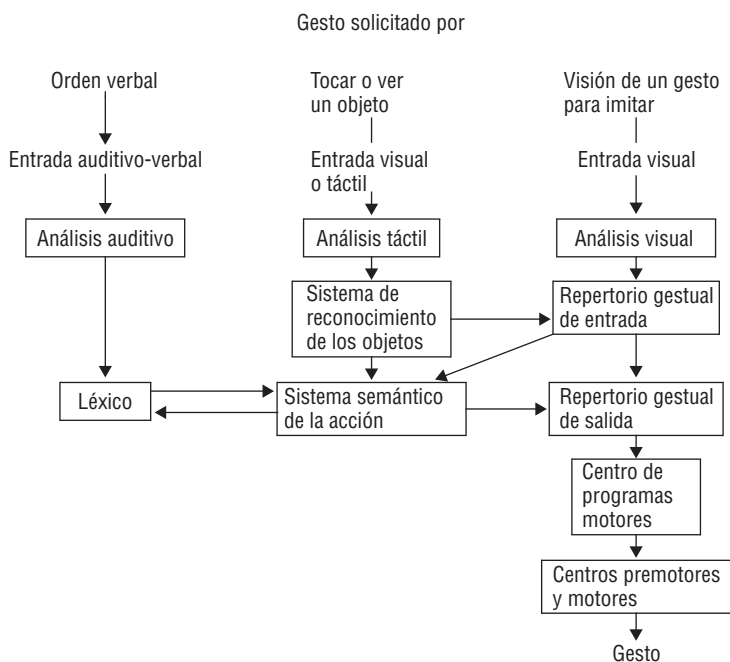 Gesto solicitado por
Orden verbal
Tocar o ver
un objeto
Visión de un gesto
para imitar
Entrada auditivo-verbal
Entrada visual
o táctil
Entrada visual
Análisis auditivo
Análisis táctil
Análisis visual
Sistema de
reconocimiento
de los objetos
Repertorio gestual
de entrada
Léxico
Sistema semántico
de la acción
Repertorio gestual
de salida
Centro de
programas
motores
Centros premotores
y motores
Gesto